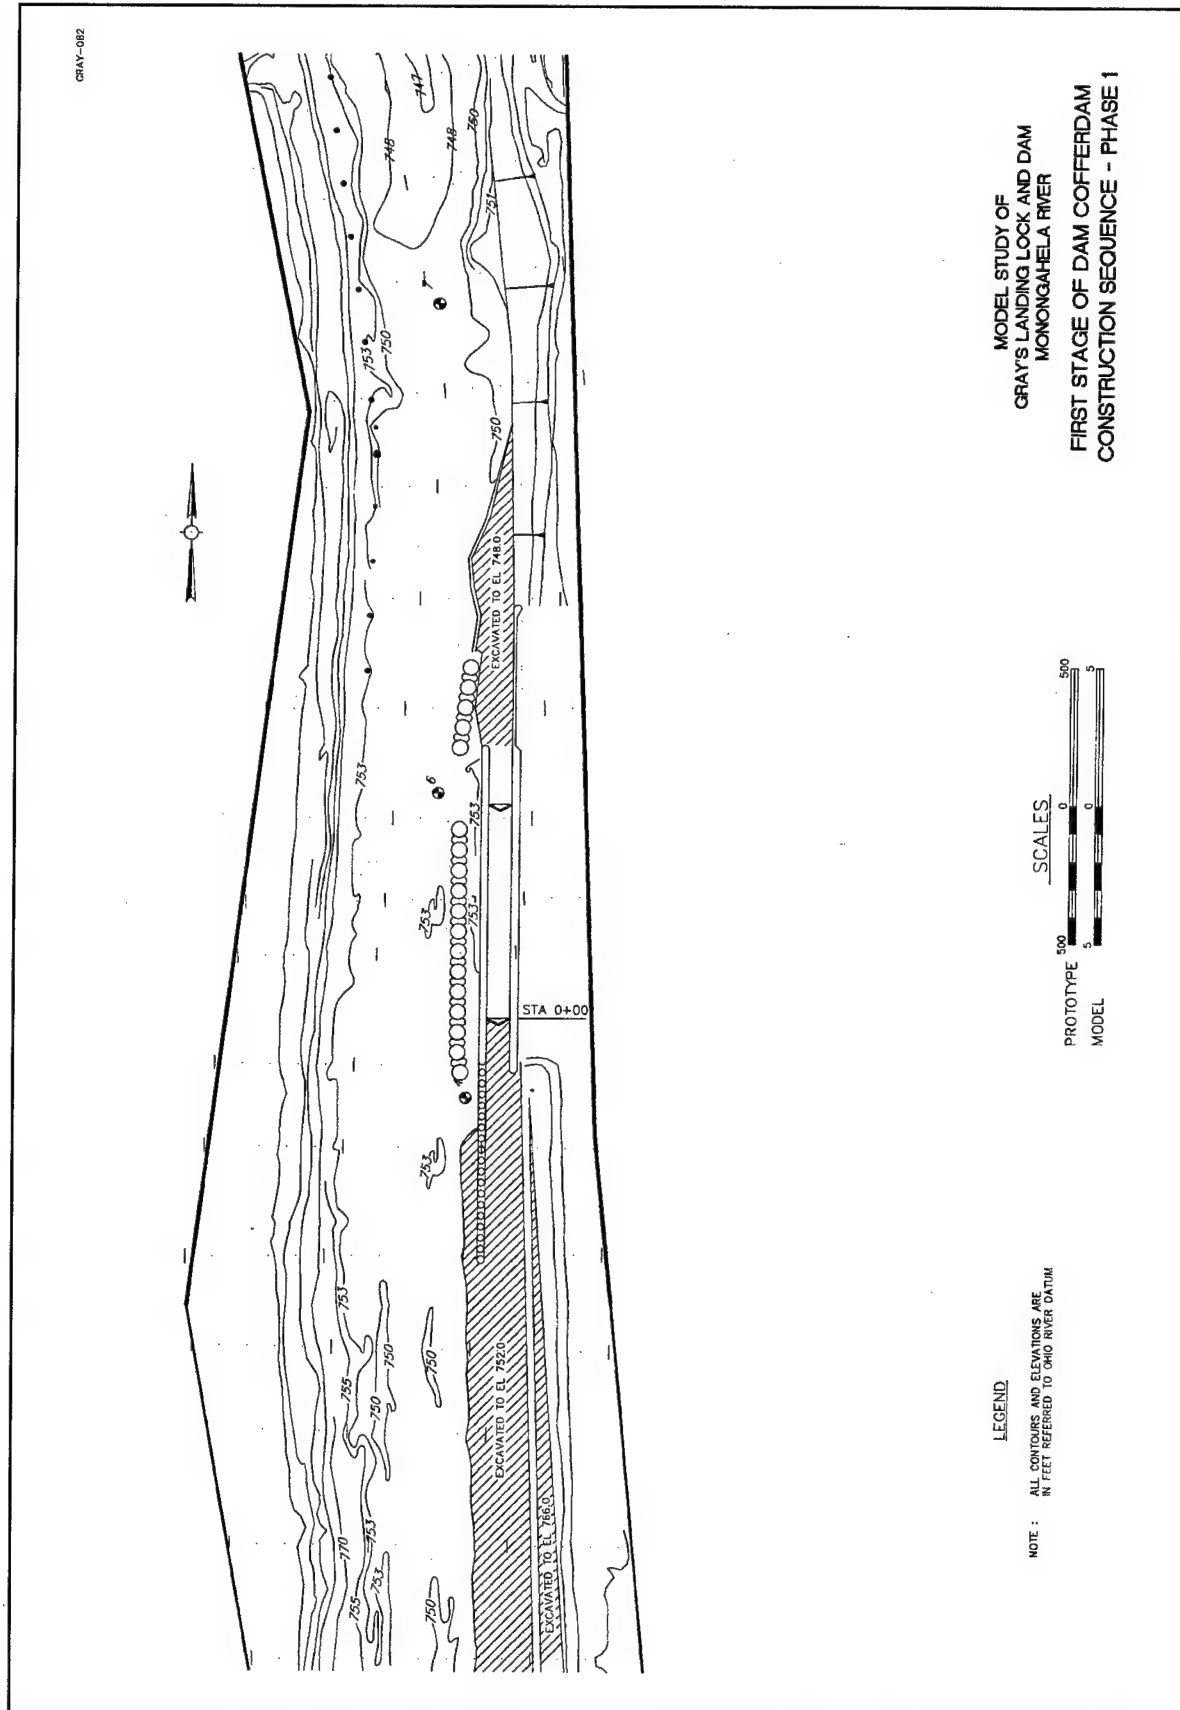 GRAY-082
770
755
753
753
755
753
750
750
750
753
753
753
753
753
753
750
750
751
750
748
748
747
4
6
7
EXCAVATED TO EL 752.0
EXCAVATED TO EL 766.0
EXCAVATED TO EL 748.0
STA 0+00
LEGEND
NOTE : ALL CONTOURS AND ELEVATIONS ARE
IN FEET REFERRED TO OHIO RIVER DATUM
SCALES
PROTOTYPE 500 0 500
MODEL 5 0 5
MODEL STUDY OF
GRAY'S LANDING LOCK AND DAM
MONONGAHELA RIVER
FIRST STAGE OF DAM COFFERDAM
CONSTRUCTION SEQUENCE - PHASE 1